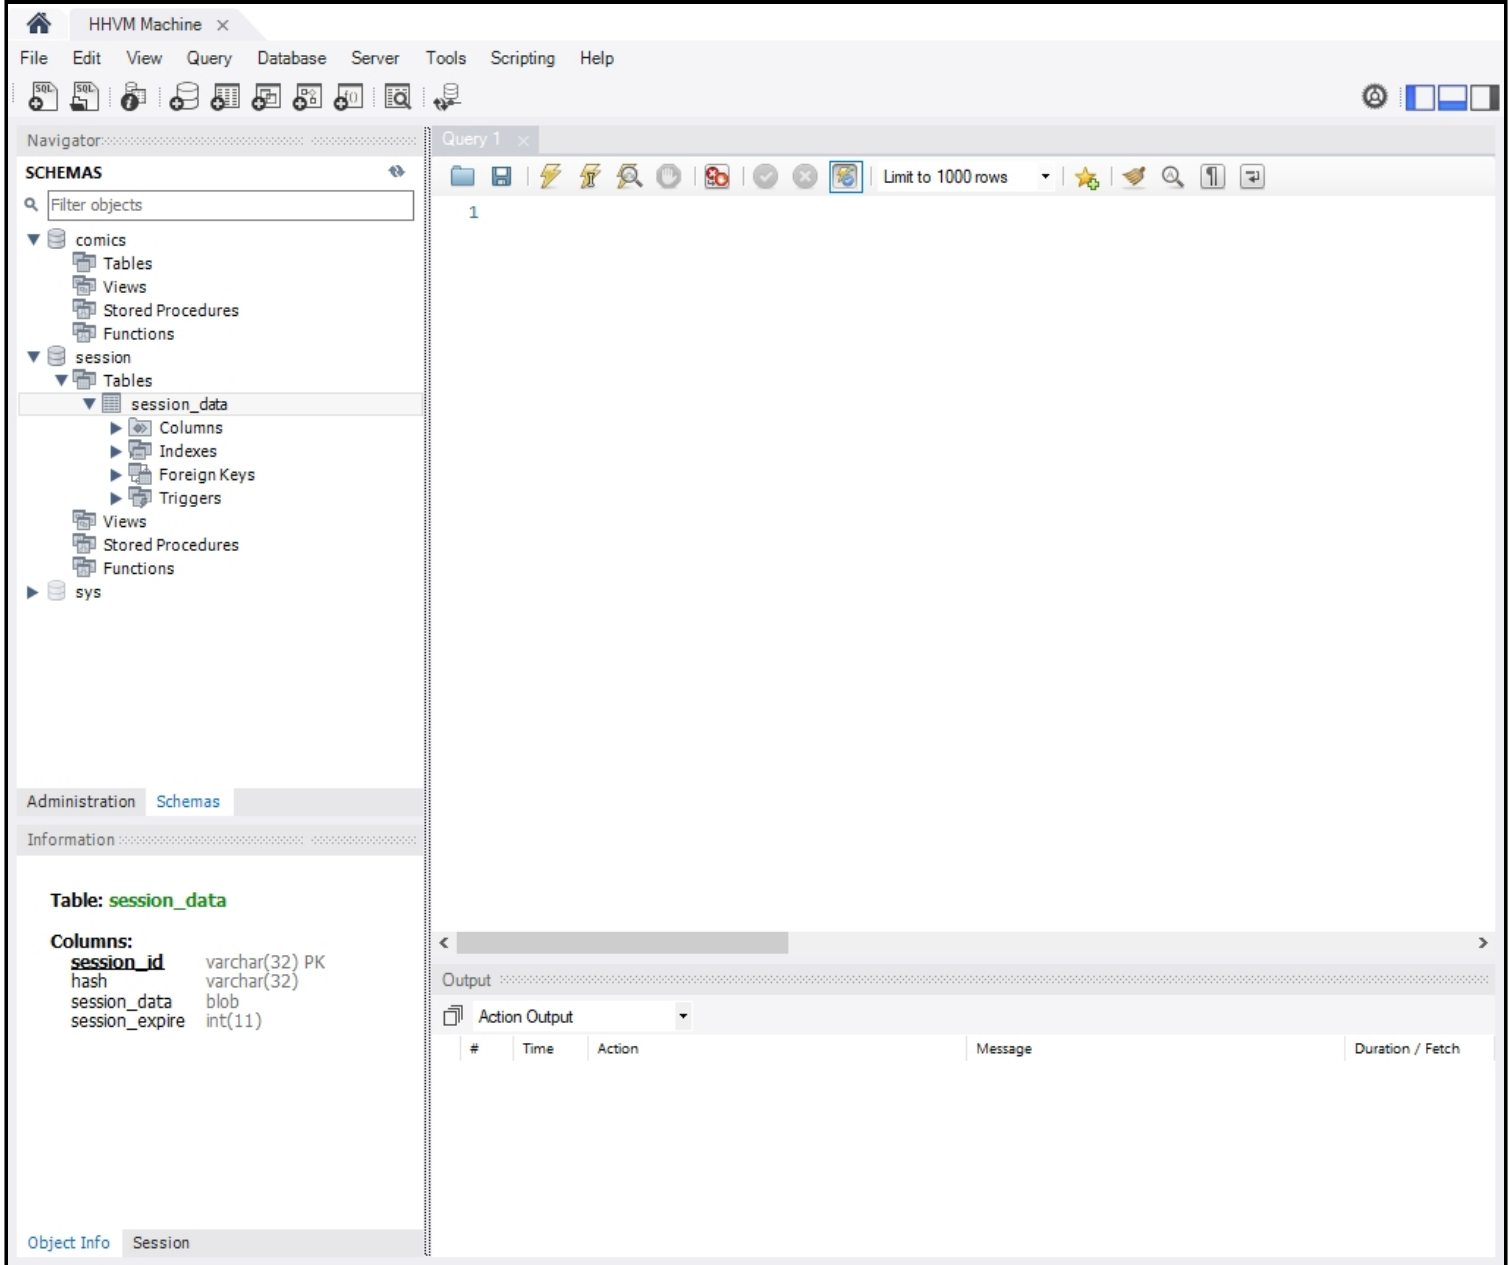 HHVM Machine ×
File Edit View Query Database Server Tools Scripting Help
SQL SQL
Navigator
SCHEMAS
Filter objects
comics
Tables
Views
Stored Procedures
Functions
session
Tables
session_data
Columns
Indexes
Foreign Keys
Triggers
Views
Stored Procedures
Functions
sys
Administration Schemas
Information
Table: session_data
Columns:
session_id varchar(32) PK
hash varchar(32)
session_data blob
session_expire int(11)
Object Info Session
Query 1 ×
Limit to 1000 rows
1
Output
Action Output
# Time Action Message Duration / Fetch